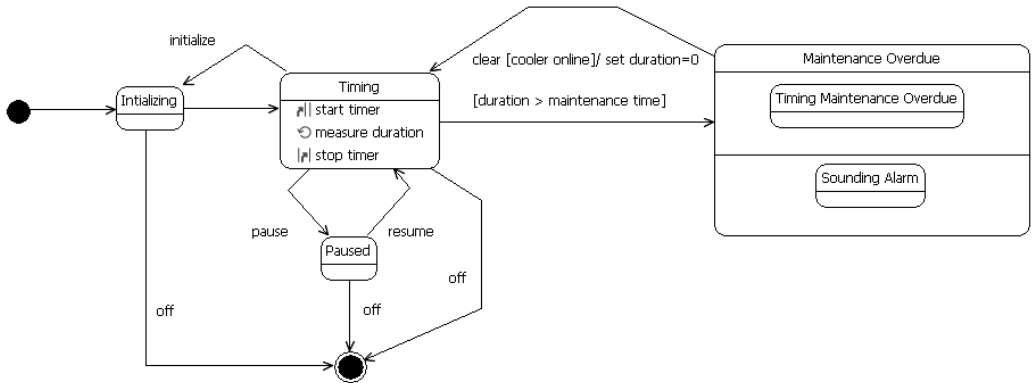 initialize
clear [cooler online]/ set duration=0
Maintenance Overdue
Timing
Intializing
start timer
measure duration
stop timer
[duration > maintenance time]
Timing Maintenance Overdue
Sounding Alarm
pause
resume
Paused
off
off
off